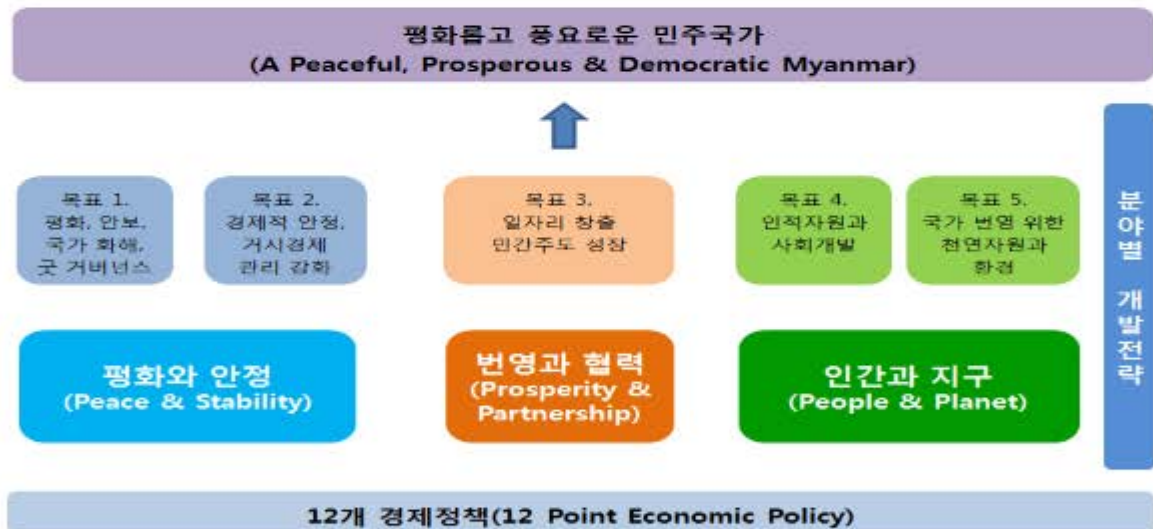 평화롭고 풍요로운 민주국가
(A Peaceful, Prosperous & Democratic Myanmar)
목표 1.
평화, 안보,
국가 화해,
굿 거버넌스
목표 2.
경제적 안정,
거시경제
관리 강화
목표 3.
일자리 창출
민간주도 성장
목표 4.
인적자원과
사회개발
목표 5.
국가 번영 위한
천연자원과
환경
분야별 개발전략
평화와 안정
(Peace & Stability)
번영과 협력
(Prosperity &
Partnership)
인간과 지구
(People & Planet)
12개 경제정책(12 Point Economic Policy)